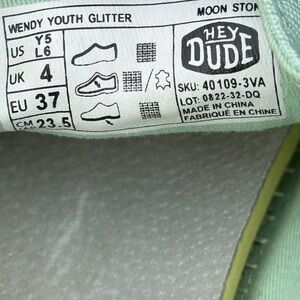 WENDY YOUTH GLITTER MOON STON
US Y5 L6
UK 4
EU 37
CM 23.5
HEY
DUDE
SKU: 40109-3VA
LOT: 0822-32-DQ
MADE IN CHINA
FABRIQUÉ EN CHINE